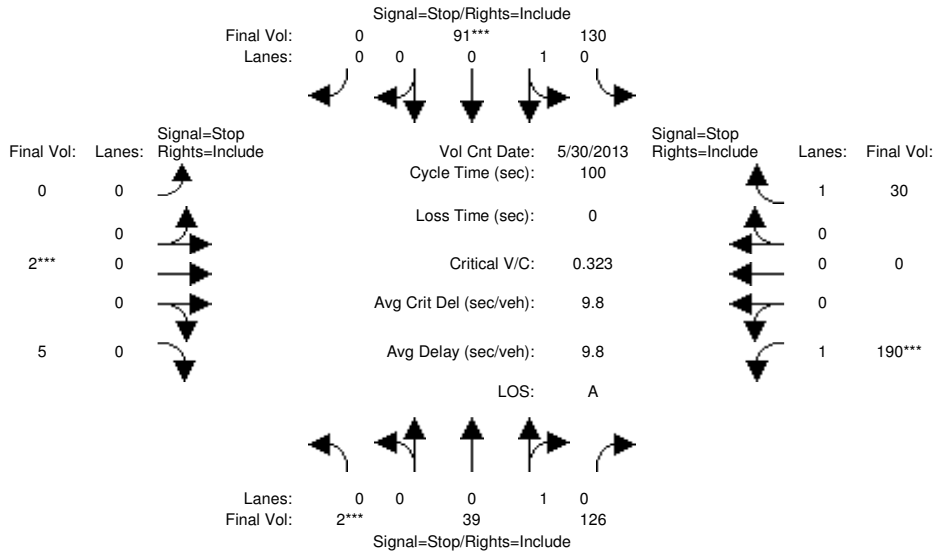 Signal=Stop/Rights=Include
Final Vol: 0 91*** 130
Lanes: 0 0 0 1 0
Signal=Stop Signal=Stop
Final Vol: Lanes: Rights=Include Vol Cnt Date: 5/30/2013 Rights=Include Lanes: Final Vol:
Cycle Time (sec): 100
0 0 1 30
Loss Time (sec): 0
0 0
2*** 0 Critical V/C: 0.323 0 0
0 Avg Crit Del (sec/veh): 9.8 0
5 0 Avg Delay (sec/veh): 9.8 1 190***
LOS: A
Lanes: 0 0 0 1 0
Final Vol: 2*** 39 126
Signal=Stop/Rights=Include